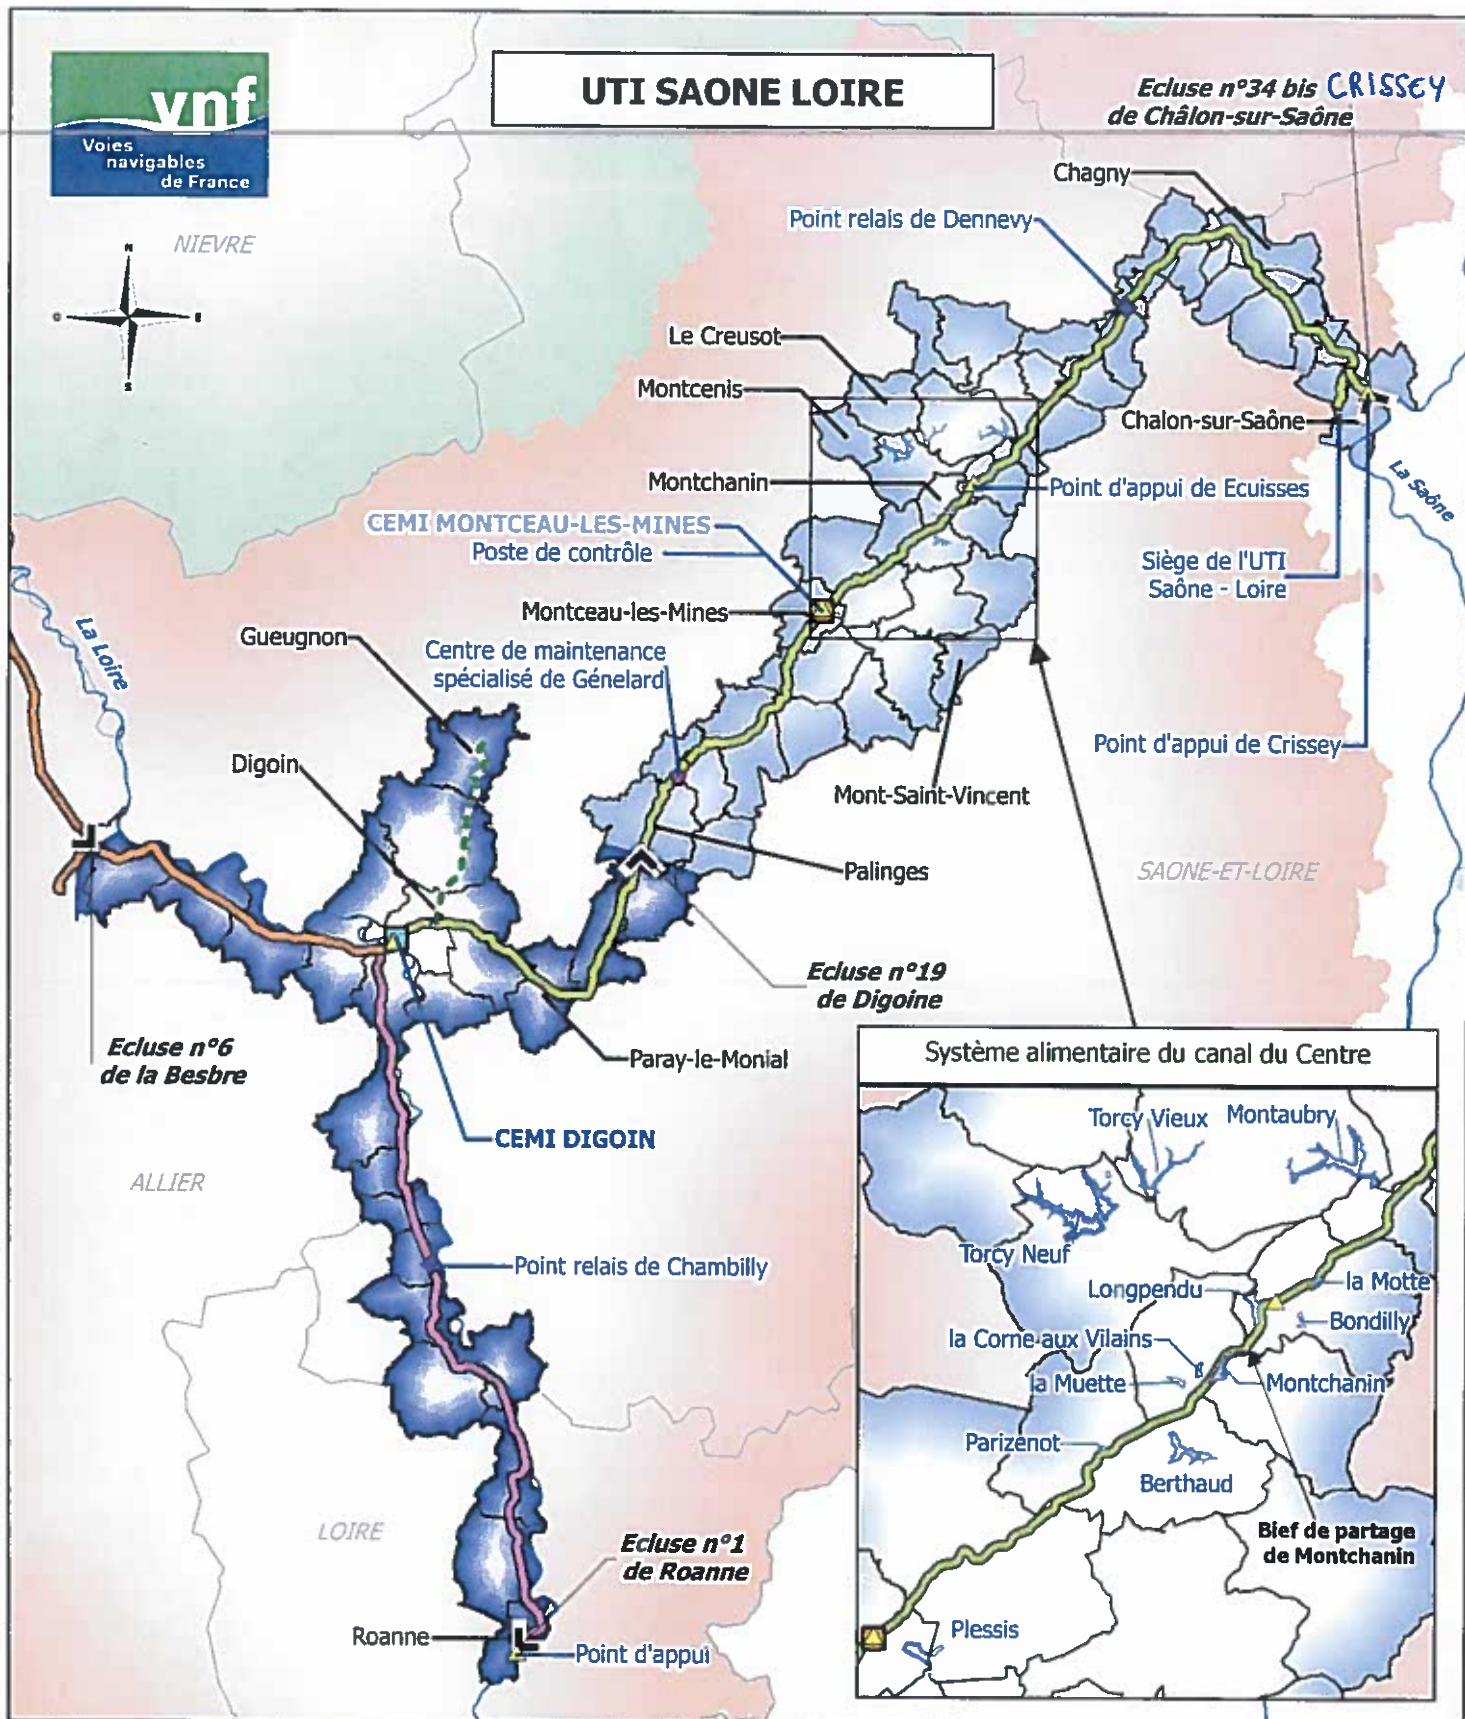 vnf
Voies
navigables
de France
UTI SAONE LOIRE
Ecluse n°34 bis CRISSEY
de Châlon-sur-Saône
Chagny
Point relais de Dennevy
NIEVRE
N
O
E
S
Le Creusot
Montcenis
Chalon-sur-Saône
Montchanin
Point d'appui de Ecuisses
La Saône
CEMI MONTCEAU-LES-MINES
Poste de contrôle
Siège de l'UTI
Saône - Loire
Montceau-les-Mines
La Loire
Gueugnon
Centre de maintenance
spécialisé de Génelard
Point d'appui de Crissey
Digoin
Mont-Saint-Vincent
Palinges
SAONE-ET-LOIRE
Ecluse n°19
de Digoine
Ecluse n°6
de la Besbre
Paray-le-Monial
CEMI DIGOIN
ALLIER
Point relais de Chambilly
LOIRE
Ecluse n°1
de Roanne
Roanne
Point d'appui
Système alimentaire du canal du Centre
Torcy Vieux
Montaubry
Torcy Neuf
Longpendu
la Motte
Bondilly
la Corne aux Vilains
la Muette
Montchanin
Parizenot
Berthaud
Bief de partage
de Montchanin
Plessis